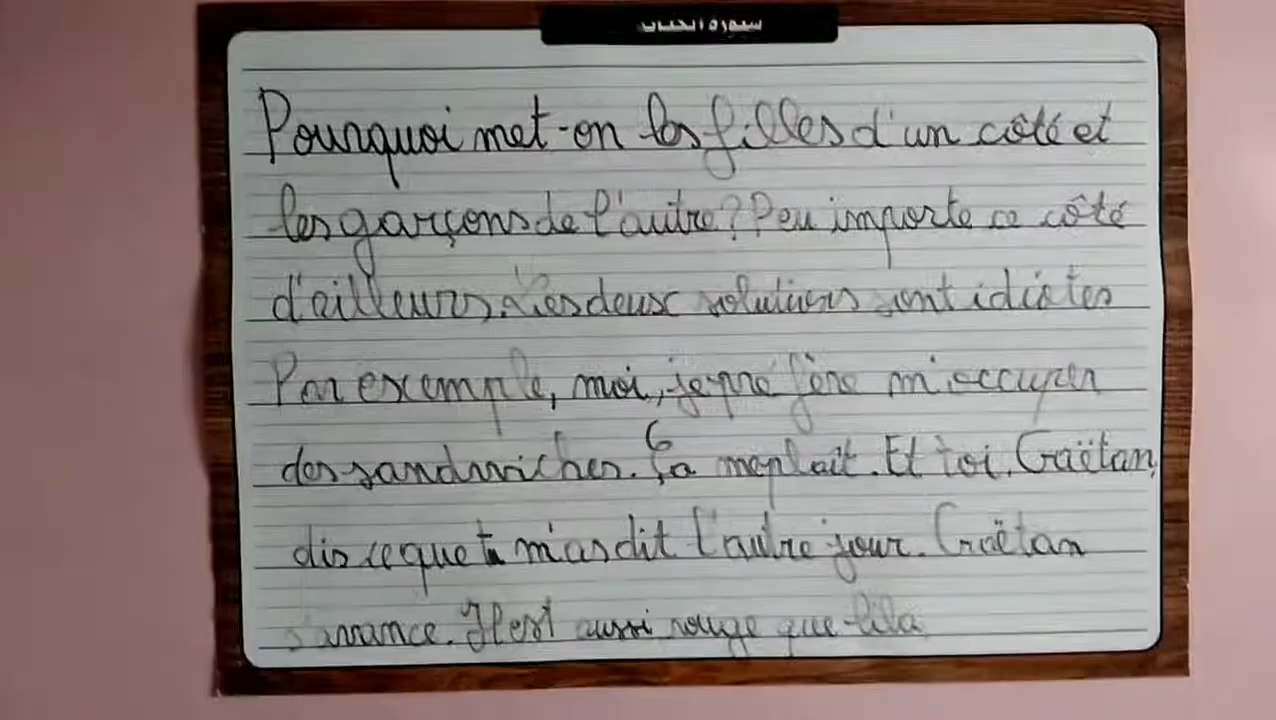 سبورة الكتاب
Pourquoi met-on les filles d'un côté et
les garçons de l'autre? Peu importe ce côté
d'ailleurs. Les deux solutions sont idiotes
Par exemple, moi, je préfère m'occuper
des sandwiches. Ça me plaît. Et toi, Gaëtan,
dis ce que tu m'as dit l'autre jour. Gaëtan
s'avance. Il est aussi rouge que lila